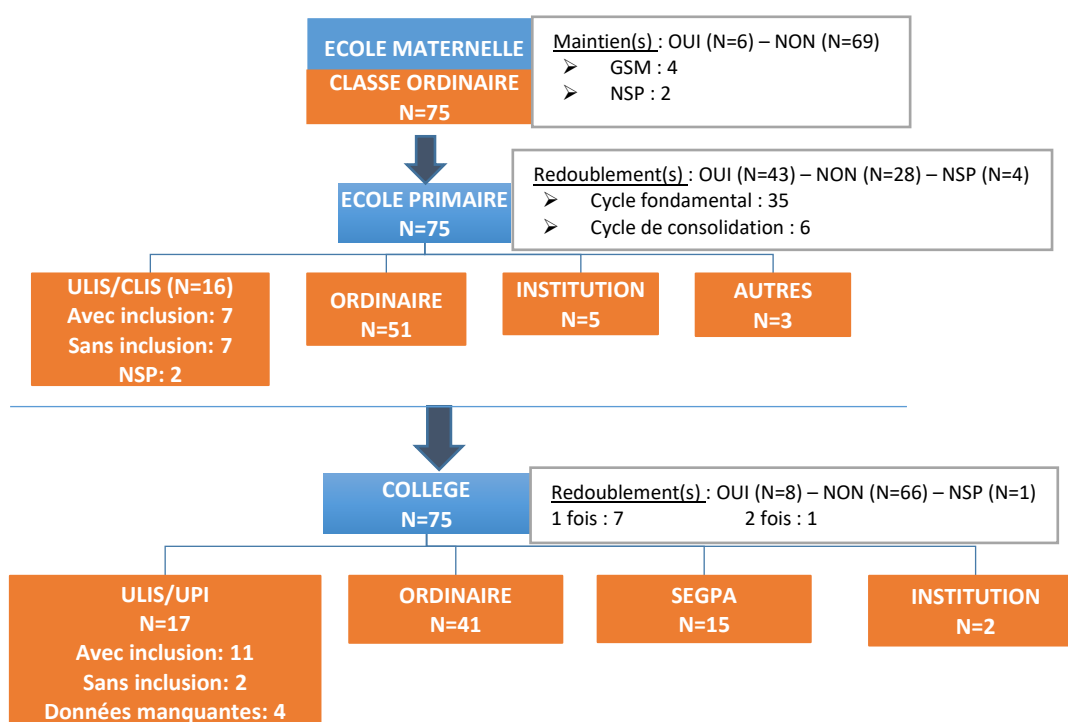 ECOLE MATERNELLE
CLASSE ORDINAIRE
N=75
Maintien(s) : OUI (N=6) – NON (N=69)
➢ GSM : 4
➢ NSP : 2
ECOLE PRIMAIRE
N=75
Redoublement(s) : OUI (N=43) – NON (N=28) – NSP (N=4)
➢ Cycle fondamental : 35
➢ Cycle de consolidation : 6
ULIS/CLIS (N=16)
Avec inclusion: 7
Sans inclusion: 7
NSP: 2
ORDINAIRE
N=51
INSTITUTION
N=5
AUTRES
N=3
COLLEGE
N=75
Redoublement(s) : OUI (N=8) – NON (N=66) – NSP (N=1)
1 fois : 7 2 fois : 1
ULIS/UPI
N=17
Avec inclusion: 11
Sans inclusion: 2
Données manquantes: 4
ORDINAIRE
N=41
SEGPA
N=15
INSTITUTION
N=2